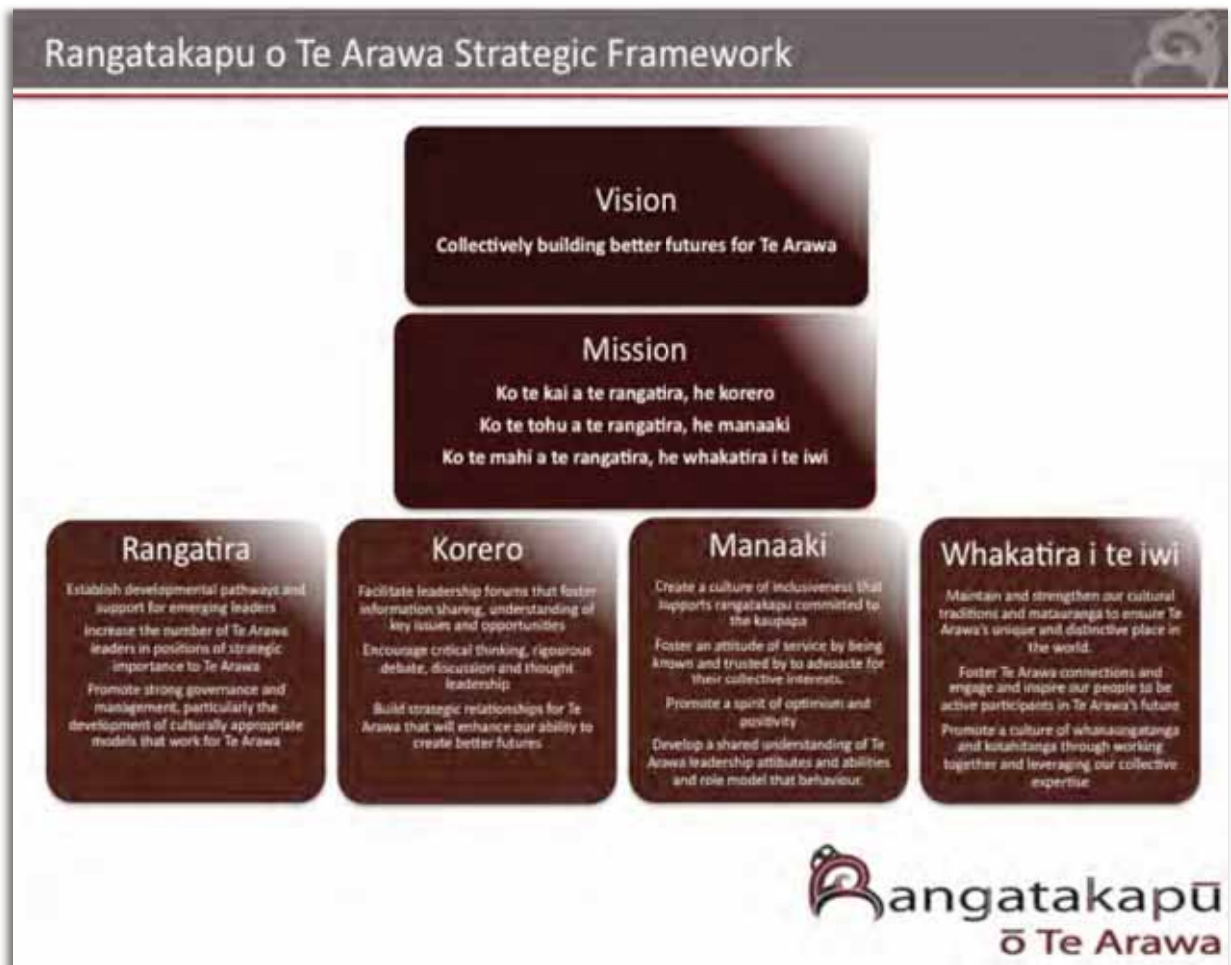 Rangatakapu o Te Arawa Strategic Framework
Vision
Collectively building better futures for Te Arawa
Mission
Ko te kai a te rangatira, he korero
Ko te tohu a te rangatira, he manaaki
Ko te mahi a te rangatira, he whakatira i te iwi
Rangatira
Establish developmental pathways and
support for emerging leaders
Increase the number of Te Arawa
leaders in positions of strategic
importance to Te Arawa
Promote strong governance and
management, particularly the
development of culturally appropriate
models that work for Te Arawa
Korero
Facilitate leadership forums that foster
information sharing, understanding of
key issues and opportunities
Encourage critical thinking, rigourous
debate, discussion and thought
leadership
Build strategic relationships for Te
Arawa that will enhance our ability to
create better futures
Manaaki
Create a culture of inclusiveness that
supports rangatakapu committed to
the kaupapa
Foster an attitude of service by being
known and trusted by to advoacte for
their collective interests.
Promote a spirit of optimism and
positivity
Develop a shared understanding of Te
Arawa leadership attibutes and abilities
and role model that behaviour.
Whakatira i te iwi
Maintain and strengthen our cultural
traditions and matauranga to ensure Te
Arawa's unique and distinctive place in
the world.
Foster Te Arawa connections and
engage and inspire our people to be
active participants in Te Arawa's future
Promote a culture of whanaungatanga
and kotahitanga through working
together and leveraging our collective
expertise
Rangatakapū
ō Te Arawa